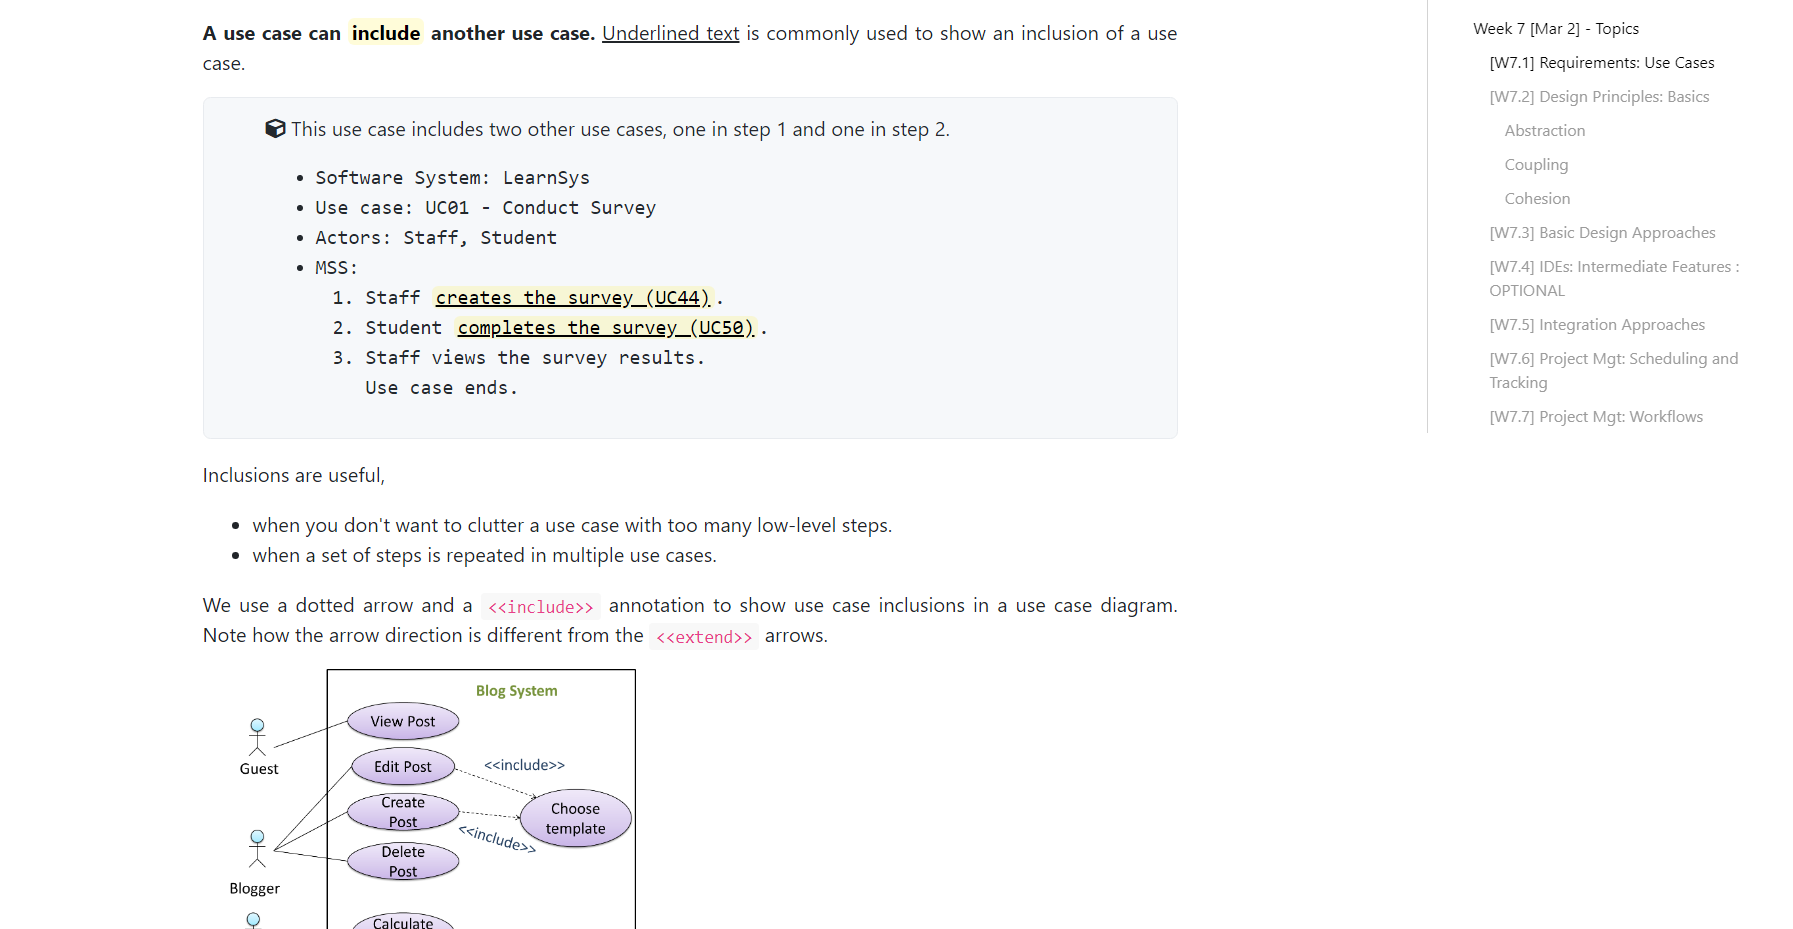 A use case can include another use case. Underlined text is commonly used to show an inclusion of a use
case.
This use case includes two other use cases, one in step 1 and one in step 2.
• Software System: LearnSys
• Use case: UC01 - Conduct Survey
• Actors: Staff, Student
• MSS:
1. Staff creates the survey (UC44).
2. Student completes the survey (UC50).
3. Staff views the survey results.
Use case ends.
Inclusions are useful,
• when you don't want to clutter a use case with too many low-level steps.
• when a set of steps is repeated in multiple use cases.
We use a dotted arrow and a <<include>> annotation to show use case inclusions in a use case diagram.
Note how the arrow direction is different from the <<extend>> arrows.
Blog System
View Post
Guest
Edit Post
<<include>>
Create
Post
Choose
template
<<include>>
Delete
Post
Blogger
Calculate
Week 7 [Mar 2] - Topics
[W7.1] Requirements: Use Cases
[W7.2] Design Principles: Basics
Abstraction
Coupling
Cohesion
[W7.3] Basic Design Approaches
[W7.4] IDEs: Intermediate Features :
OPTIONAL
[W7.5] Integration Approaches
[W7.6] Project Mgt: Scheduling and
Tracking
[W7.7] Project Mgt: Workflows